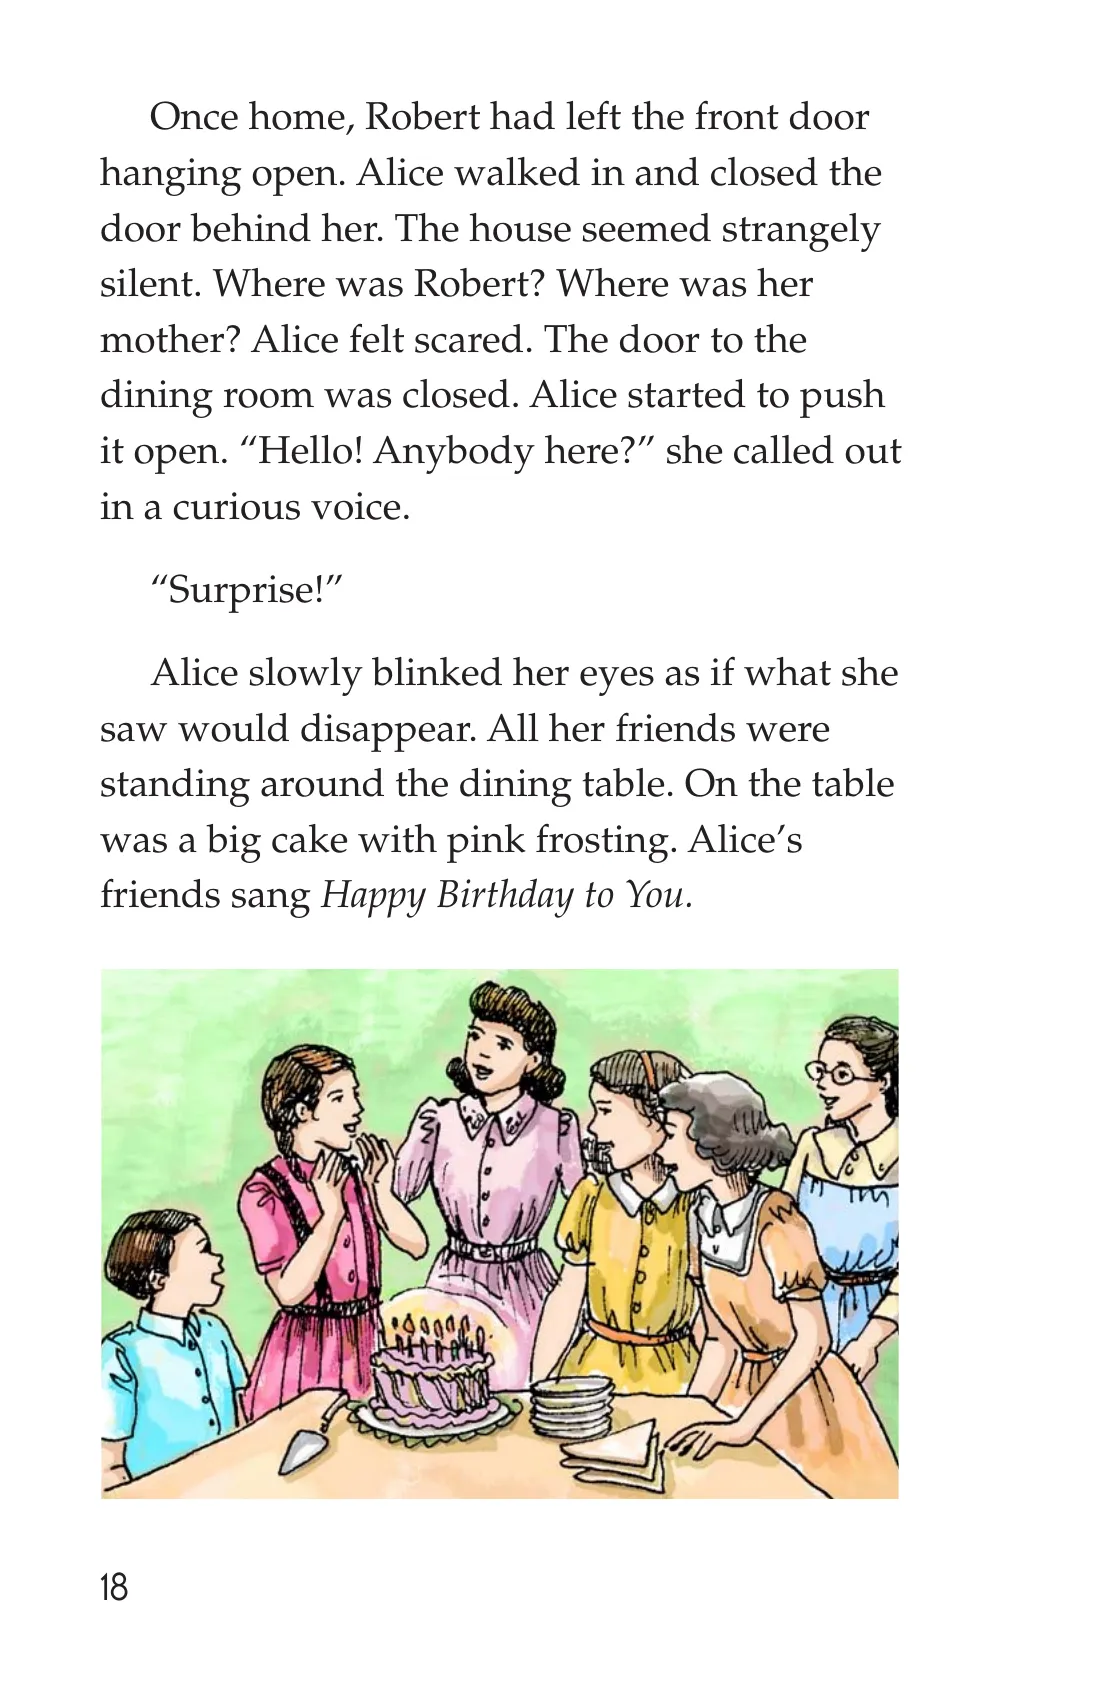 Once home, Robert had left the front door
hanging open. Alice walked in and closed the
door behind her. The house seemed strangely
silent. Where was Robert? Where was her
mother? Alice felt scared. The door to the
dining room was closed. Alice started to push
it open. “Hello! Anybody here?” she called out
in a curious voice.
“Surprise!”
Alice slowly blinked her eyes as if what she
saw would disappear. All her friends were
standing around the dining table. On the table
was a big cake with pink frosting. Alice’s
friends sang Happy Birthday to You.
18